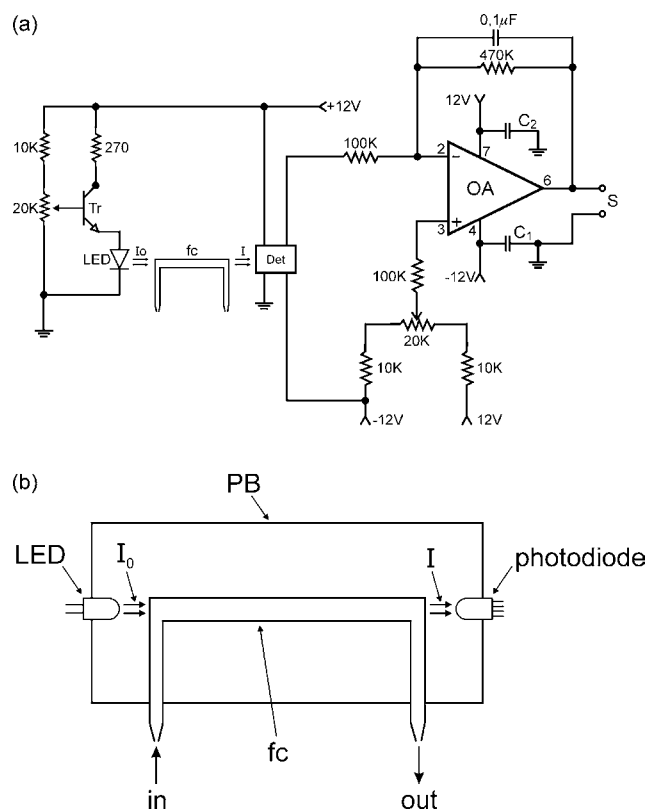 (a)
0,1µF
470K
+12V
12V
C2
10K
270
100K
2
−
7
OA
6
20K
Tr
S
LED
Io
fc
I
Det
3
+
4
C1
-12V
100K
20K
10K
10K
-12V
12V
(b)
PB
LED
I0
I
photodiode
fc
in
out